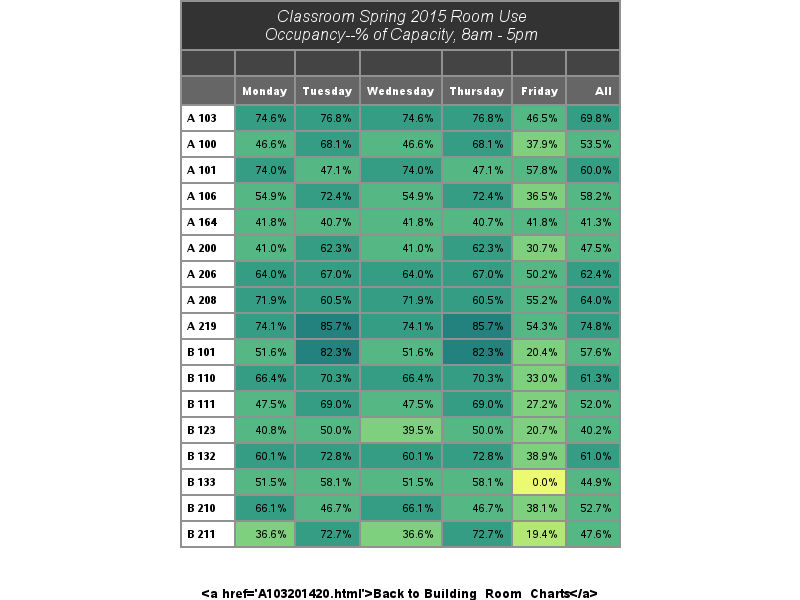 Classroom Spring 2015 Room Use
Occupancy--% of Capacity, 8am - 5pm
Monday Tuesday Wednesday Thursday Friday All
A 103 74.6% 76.8% 74.6% 76.8% 46.5% 69.8%
A 100 46.6% 68.1% 46.6% 68.1% 37.9% 53.5%
A 101 74.0% 47.1% 74.0% 47.1% 57.8% 60.0%
A 106 54.9% 72.4% 54.9% 72.4% 36.5% 58.2%
A 164 41.8% 40.7% 41.8% 40.7% 41.8% 41.3%
A 200 41.0% 62.3% 41.0% 62.3% 30.7% 47.5%
A 206 64.0% 67.0% 64.0% 67.0% 50.2% 62.4%
A 208 71.9% 60.5% 71.9% 60.5% 55.2% 64.0%
A 219 74.1% 85.7% 74.1% 85.7% 54.3% 74.8%
B 101 51.6% 82.3% 51.6% 82.3% 20.4% 57.6%
B 110 66.4% 70.3% 66.4% 70.3% 33.0% 61.3%
B 111 47.5% 69.0% 47.5% 69.0% 27.2% 52.0%
B 123 40.8% 50.0% 39.5% 50.0% 20.7% 40.2%
B 132 60.1% 72.8% 60.1% 72.8% 38.9% 61.0%
B 133 51.5% 58.1% 51.5% 58.1% 0.0% 44.9%
B 210 66.1% 46.7% 66.1% 46.7% 38.1% 52.7%
B 211 36.6% 72.7% 36.6% 72.7% 19.4% 47.6%
<a href='A103201420.html'>Back to Building_Room_Charts</a>